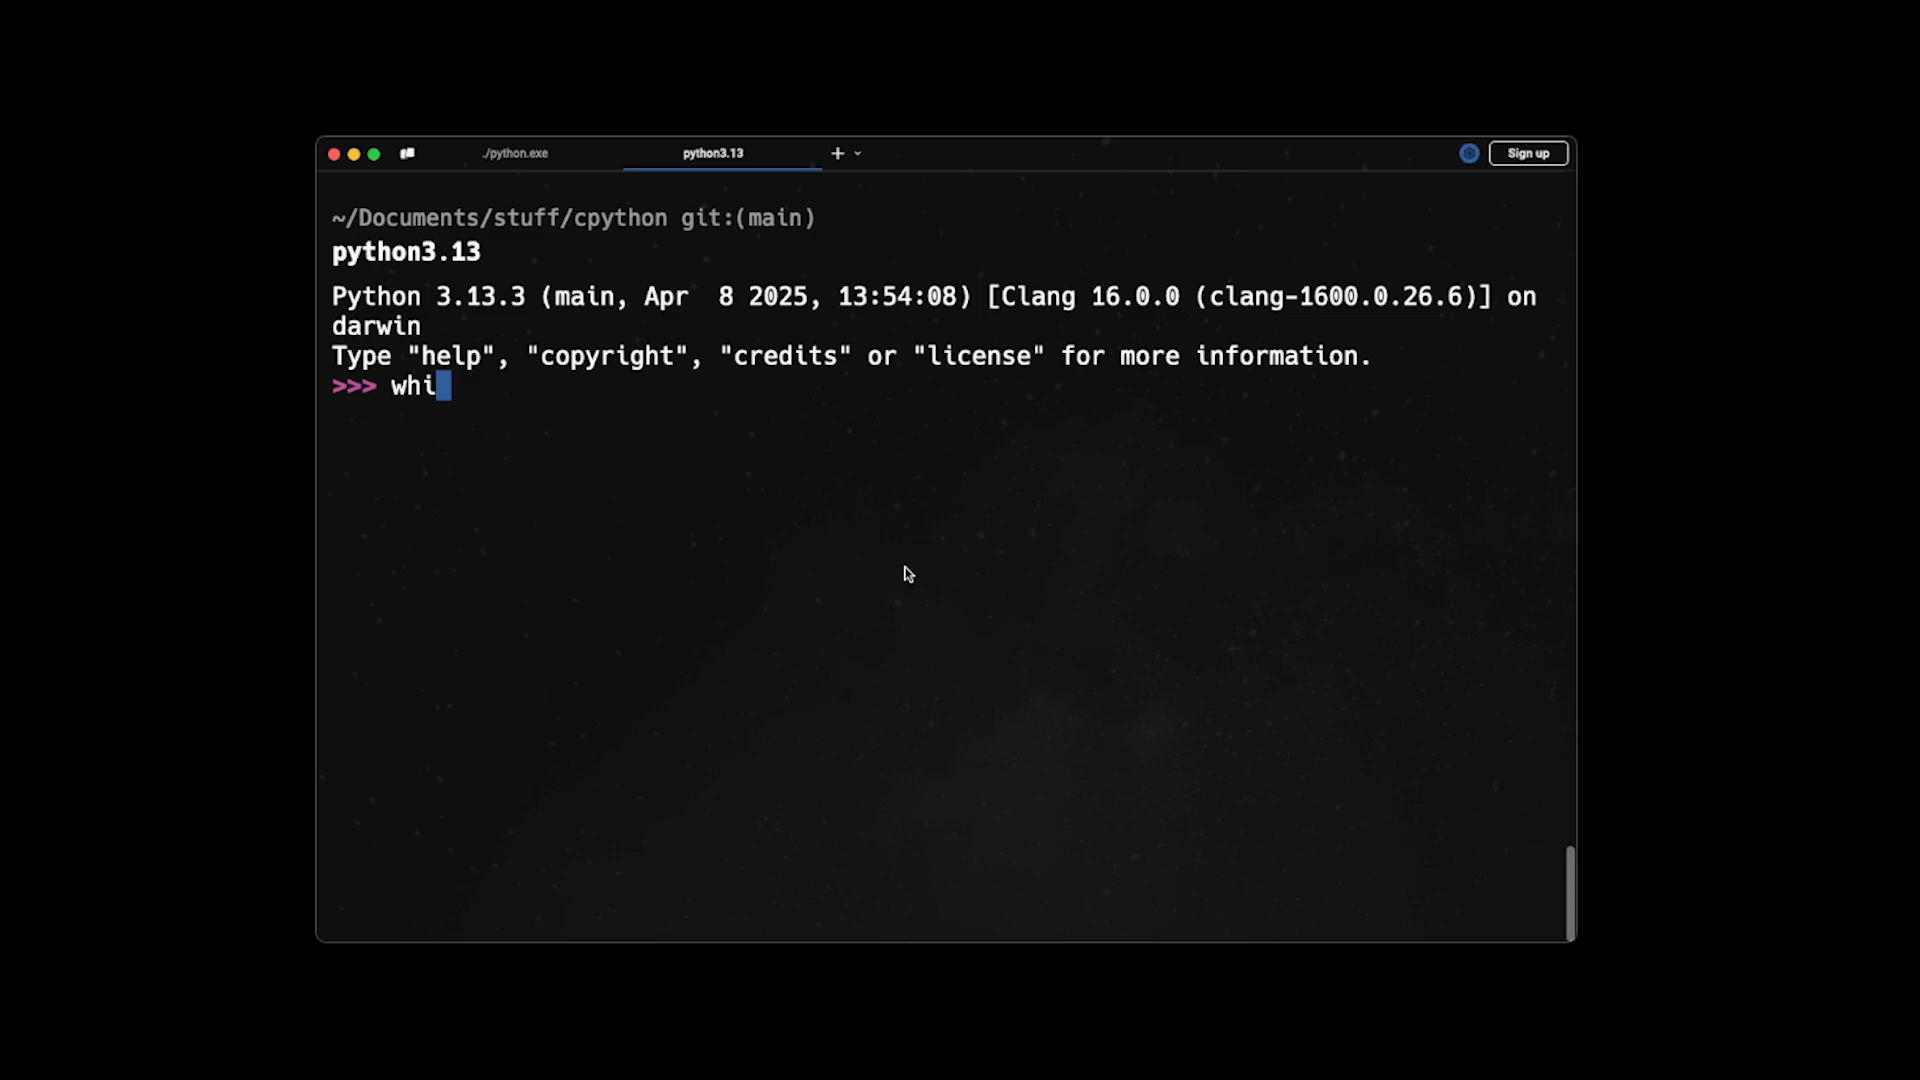 ./python.exe
python3.13
Sign up
~/Documents/stuff/cpython git:(main)
python3.13
Python 3.13.3 (main, Apr  8 2025, 13:54:08) [Clang 16.0.0 (clang-1600.0.26.6)] on
darwin
Type "help", "copyright", "credits" or "license" for more information.
>>> whi